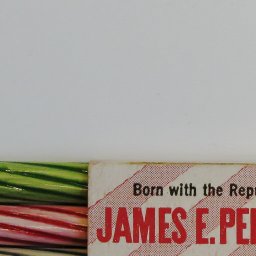 Born with the Repu
JAMES E. PE